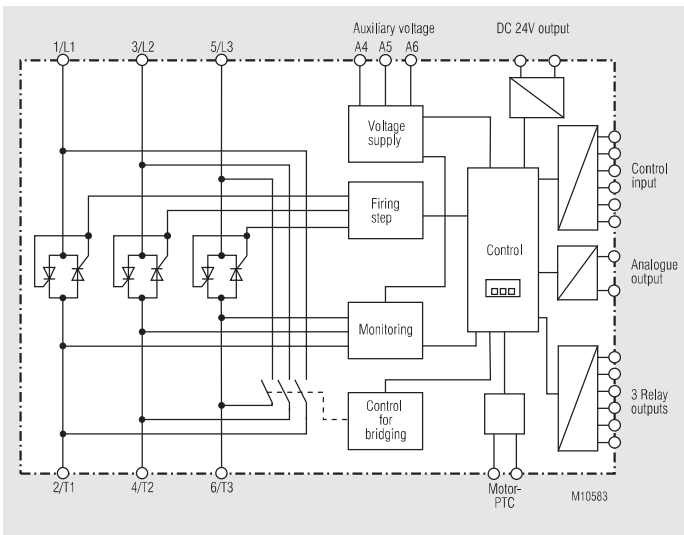 Auxiliary voltage
DC 24V output
1/L1
3/L2
5/L3
A4
A5
A6
Voltage
supply
Control
input
Firing
step
Control
Analogue
output
Monitoring
3 Relay
outputs
Control
for
bridging
2/T1
4/T2
6/T3
Motor-
PTC
M10583